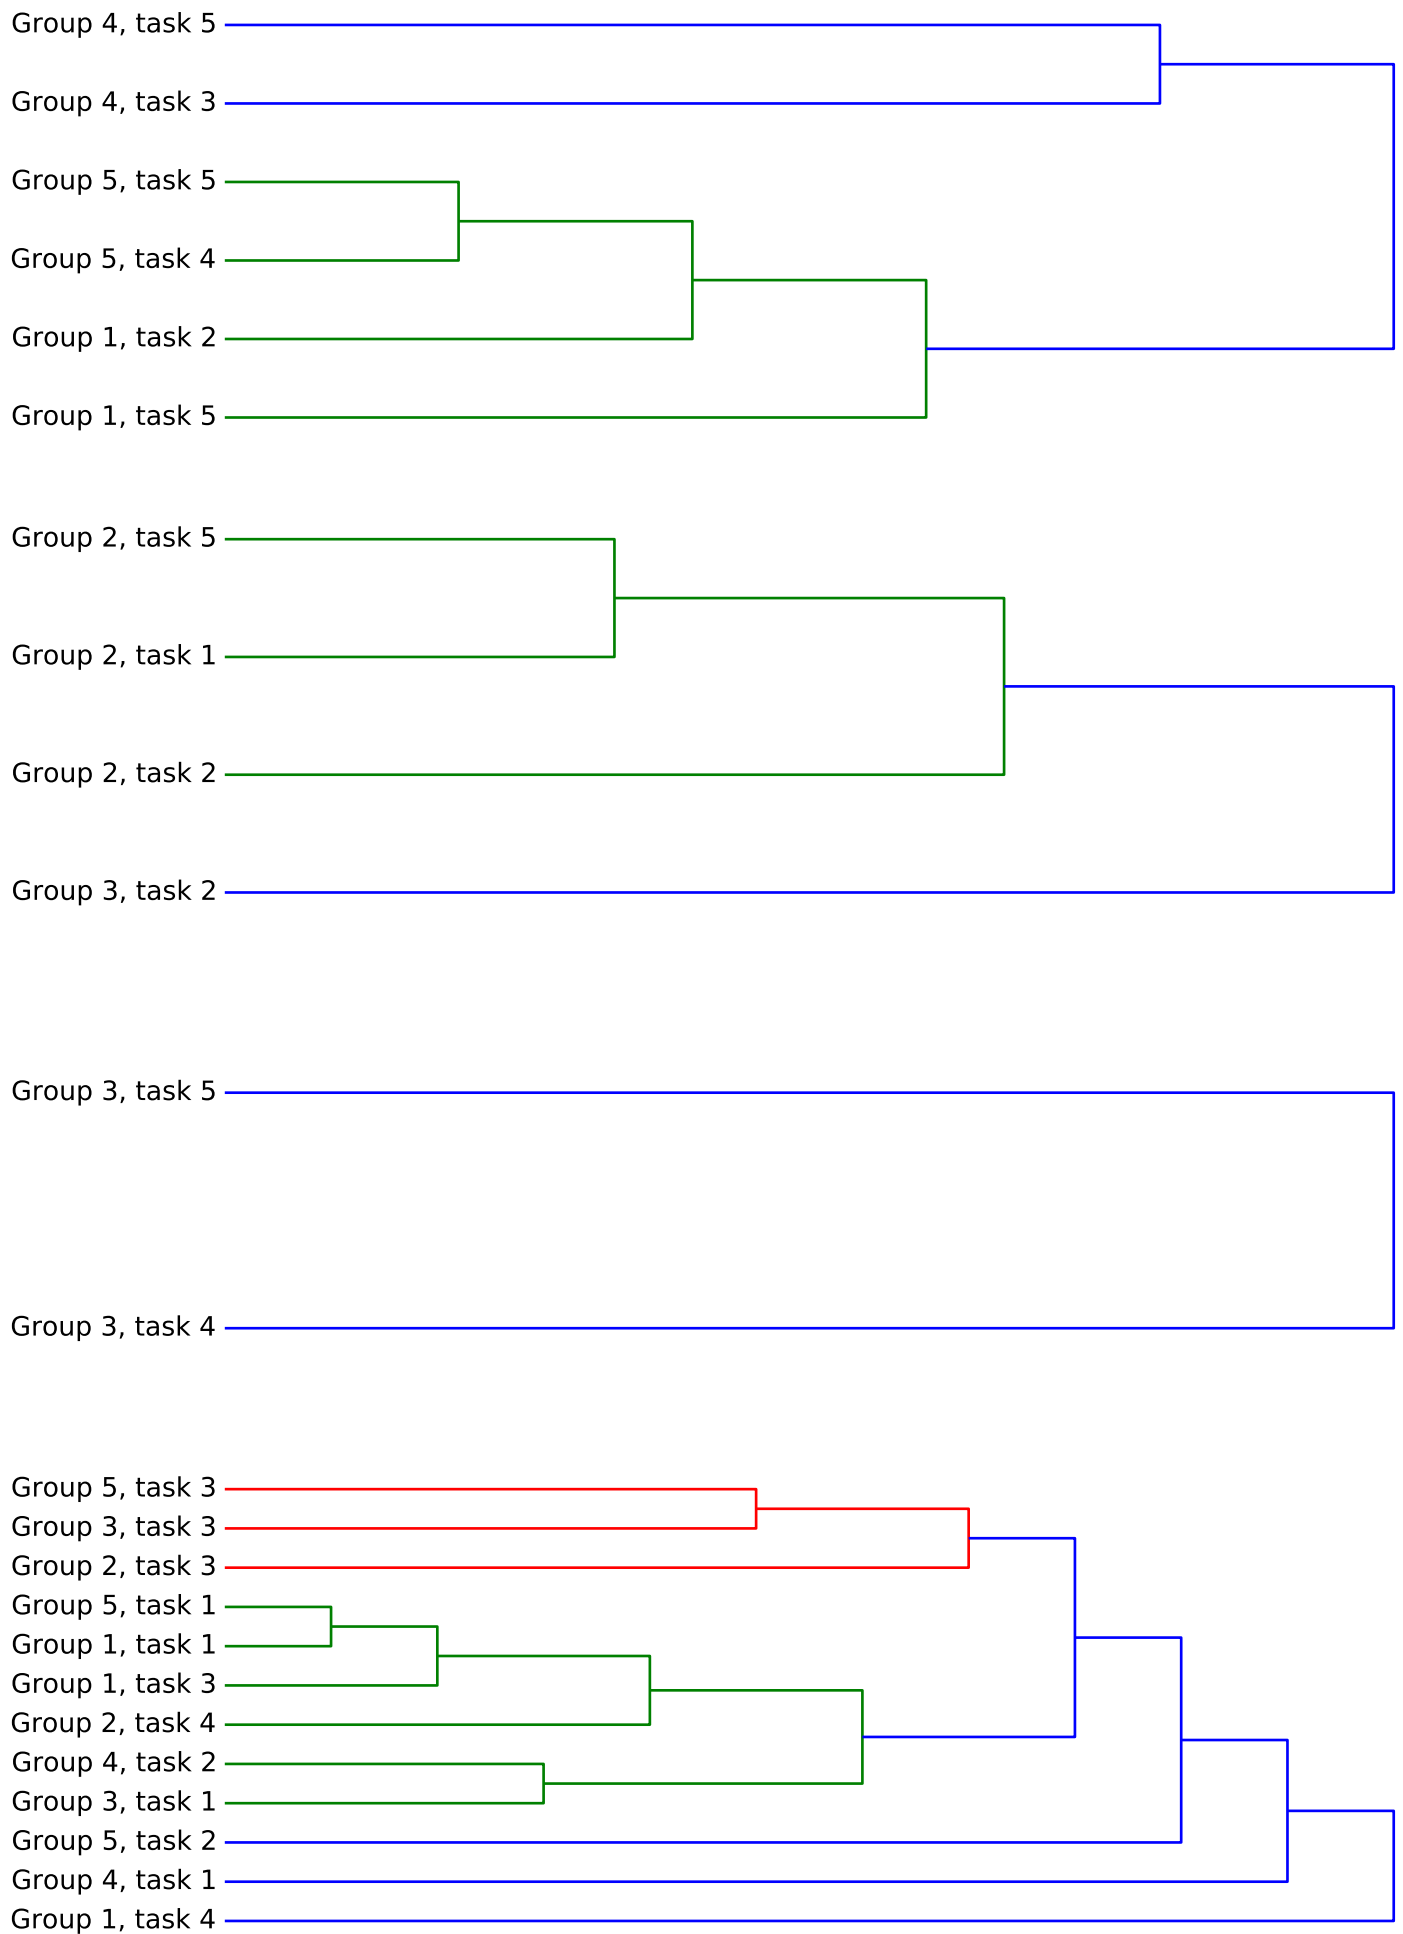 Group 4, task 5
Group 4, task 3
Group 5, task 5
Group 5, task 4
Group 1, task 2
Group 1, task 5
Group 2, task 5
Group 2, task 1
Group 2, task 2
Group 3, task 2
Group 3, task 5
Group 3, task 4
Group 5, task 3
Group 3, task 3
Group 2, task 3
Group 5, task 1
Group 1, task 1
Group 1, task 3
Group 2, task 4
Group 4, task 2
Group 3, task 1
Group 5, task 2
Group 4, task 1
Group 1, task 4